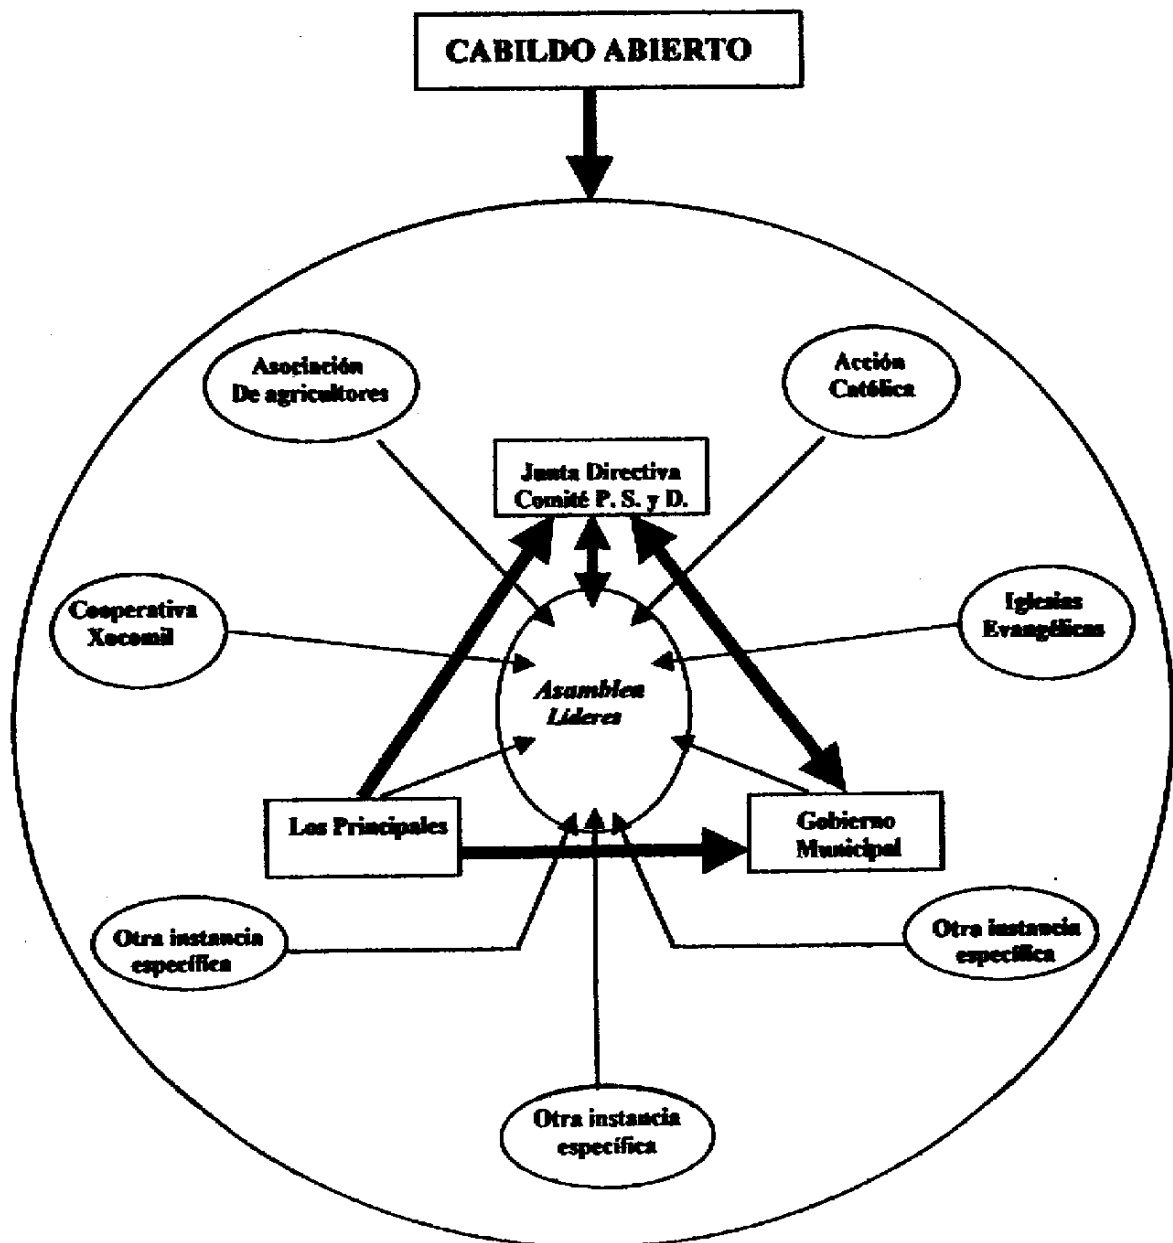 CABILDO ABIERTO
Asociación
De agricultores
Acción
Católica
Junta Directiva
Comité P. S. y D.
Cooperativa
Xocomil
Iglesias
Evangélicas
Asamblea
Líderes
Los Principales
Gobierno
Municipal
Otra instancia
específica
Otra instancia
específica
Otra instancia
específica